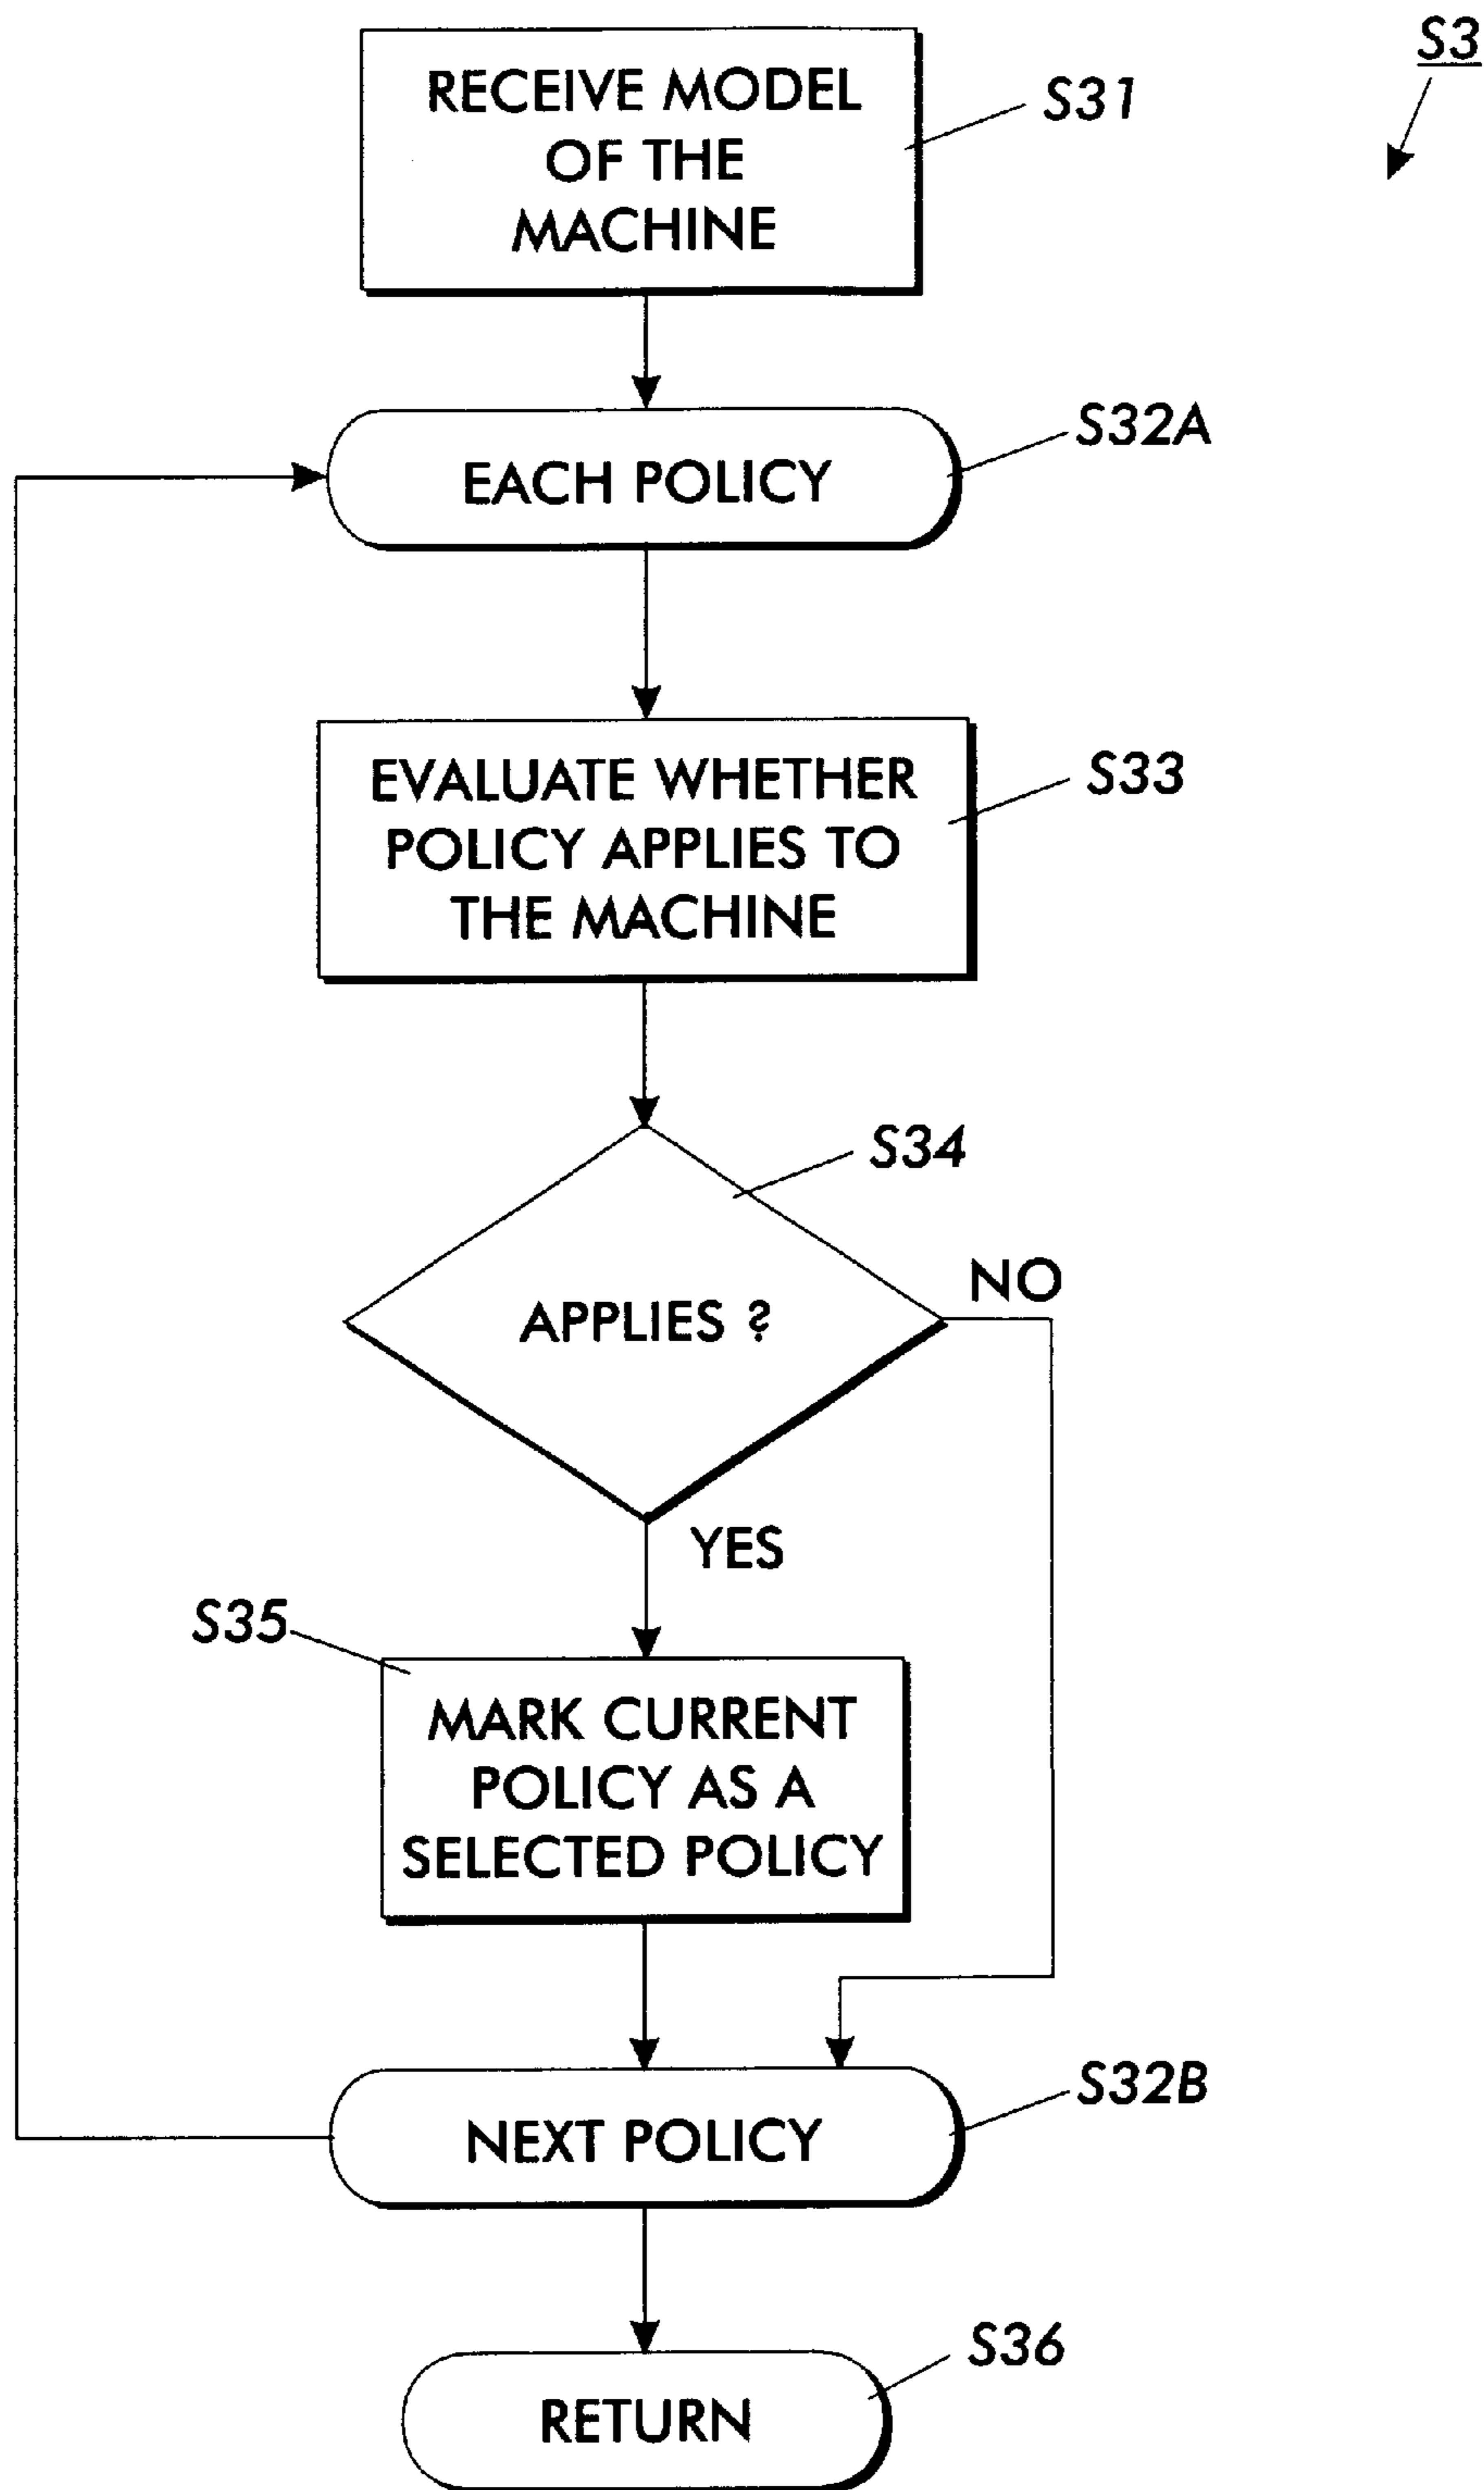 S3
RECEIVE MODEL
OF THE
MACHINE
S31
EACH POLICY
S32A
EVALUATE WHETHER
POLICY APPLIES TO
THE MACHINE
S33
S34
APPLIES ?
NO
YES
S35
MARK CURRENT
POLICY AS A
SELECTED POLICY
NEXT POLICY
S32B
RETURN
S36